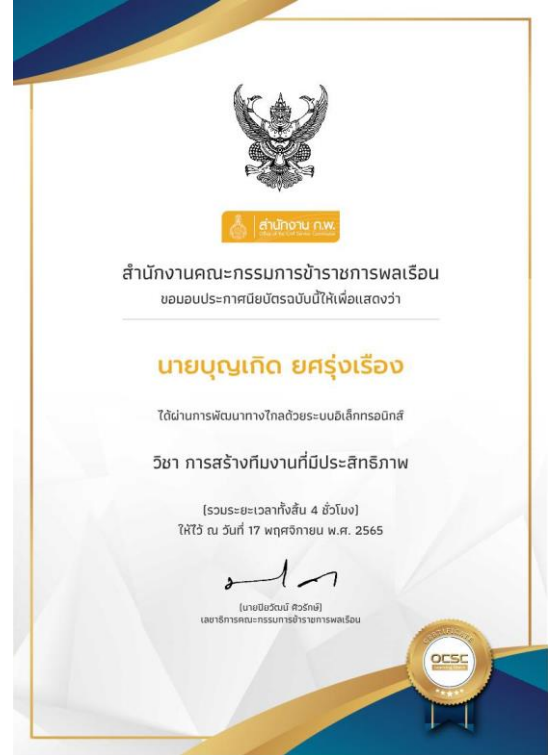 สำนักงาน ก.พ.
Office of the Civil Service Commission
สำนักงานคณะกรรมการข้าราชการพลเรือน
ขอมอบประกาศนียบัตรฉบับนี้ให้เพื่อแสดงว่า
นายบุญเกิด ยศรุ่งเรือง
ได้ผ่านการพัฒนาทางไกลด้วยระบบอิเล็กทรอนิกส์
วิชา การสร้างทีมงานที่มีประสิทธิภาพ
(รวมระยะเวลาทั้งสิ้น 4 ชั่วโมง)
ให้ไว้ ณ วันที่ 17 พฤศจิกายน พ.ศ. 2565
(นายปิยวัฒน์ ศิวรักษ์)
เลขาธิการคณะกรรมการข้าราชการพลเรือน
CERTIFICATE
OCSC